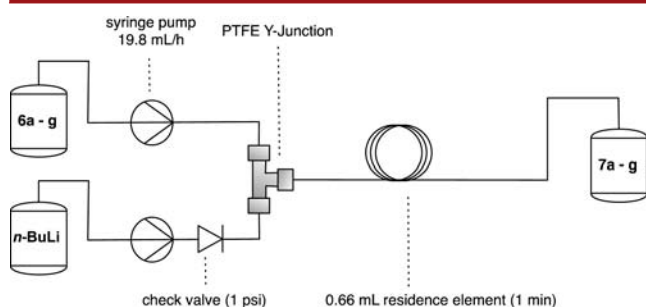 syringe pump
19.8 mL/h
PTFE Y-Junction
6a - g
7a - g
n-BuLi
check valve (1 psi)
0.66 mL residence element (1 min)